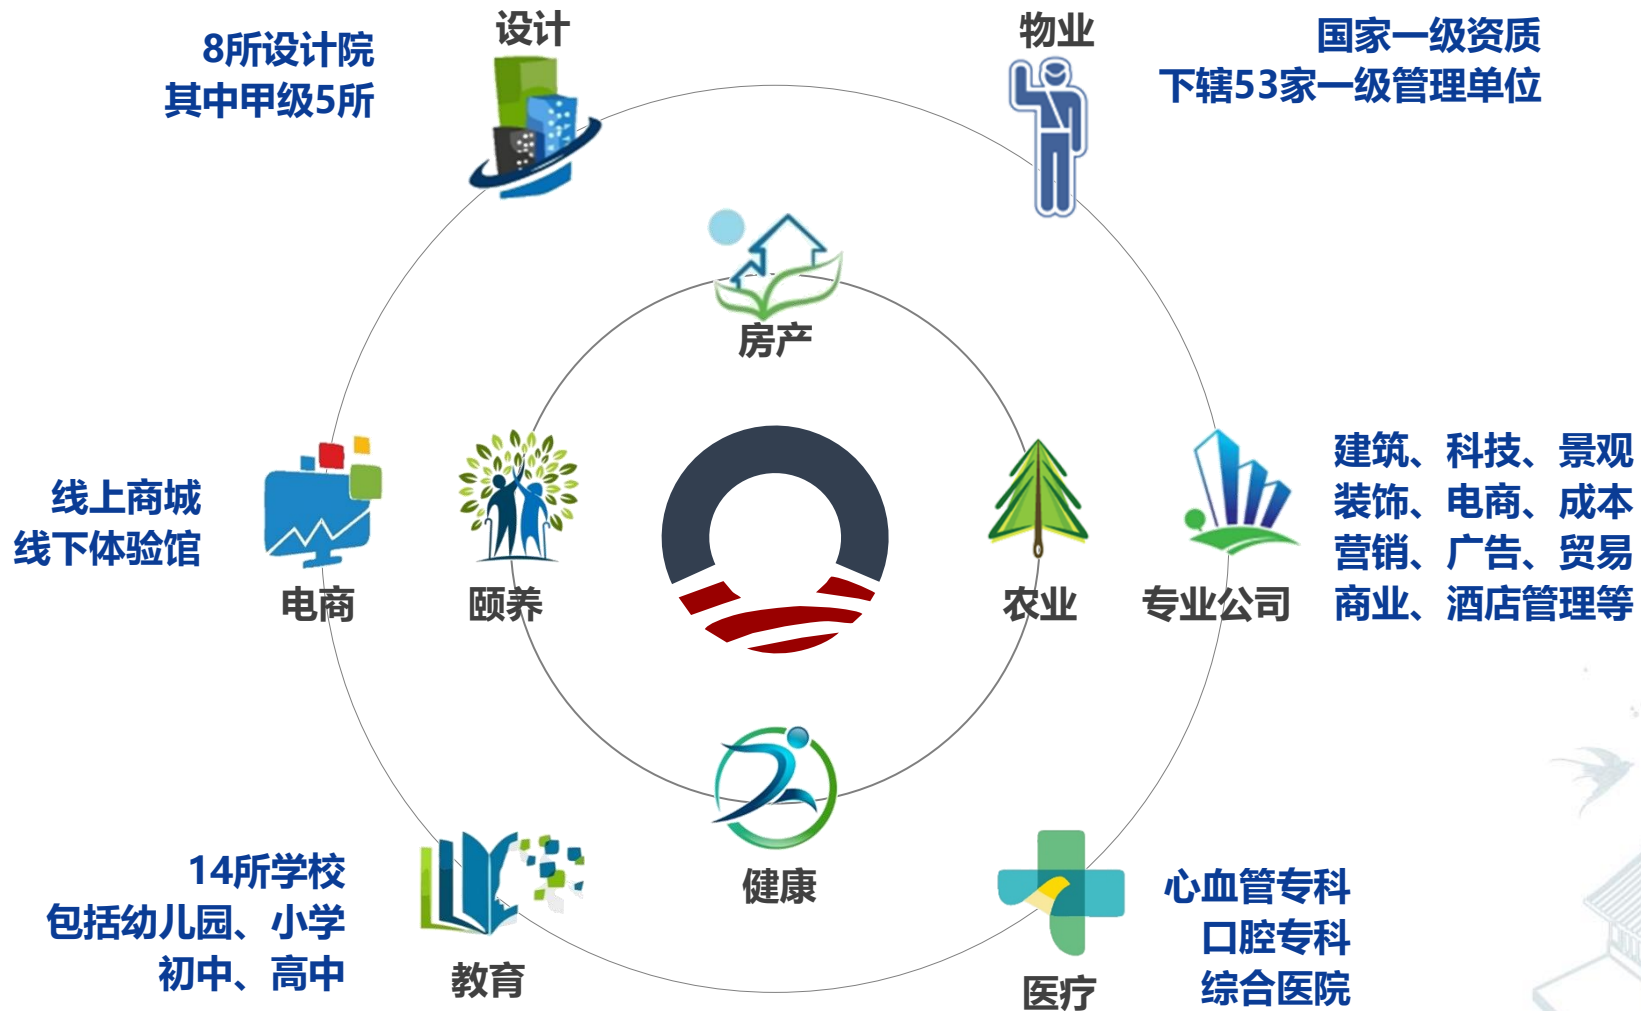 设计
8所设计院
其中甲级5所
物业
国家一级资质
下辖53家一级管理单位
房产
线上商城
线下体验馆
电商
颐养
农业
专业公司
建筑、科技、景观
装饰、电商、成本
营销、广告、贸易
商业、酒店管理等
健康
14所学校
包括幼儿园、小学
初中、高中
教育
医疗
心血管专科
口腔专科
综合医院